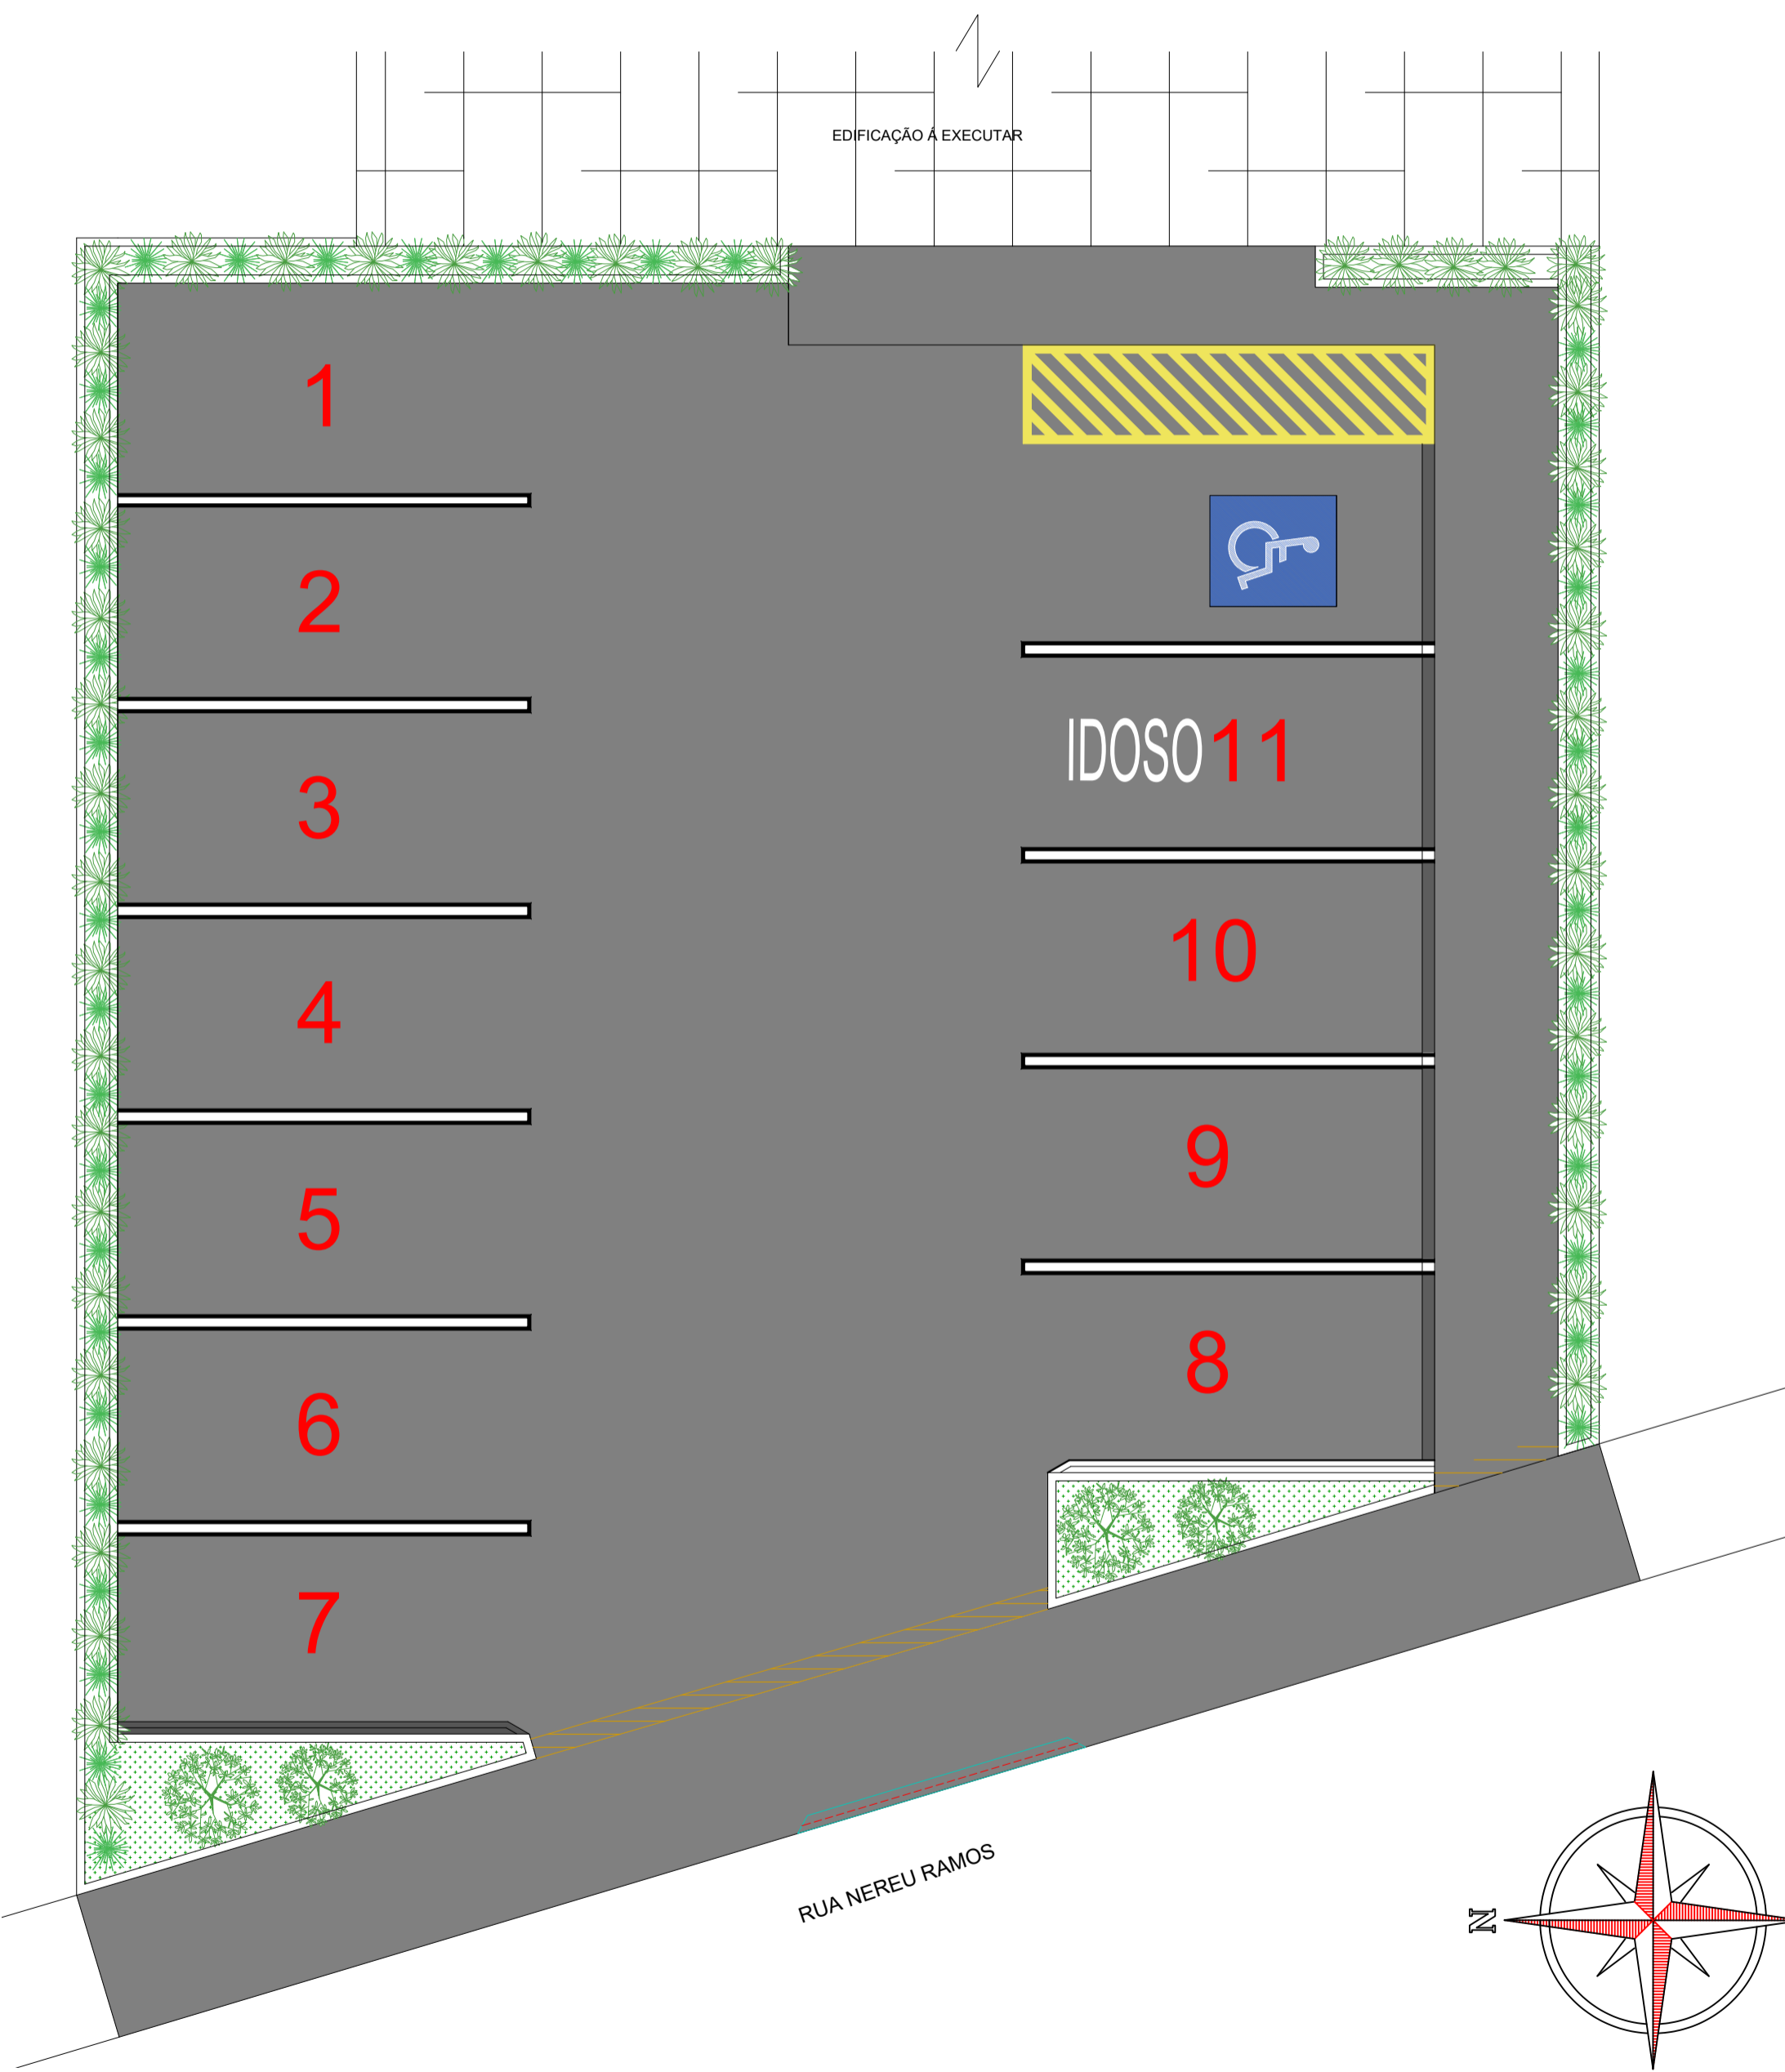 EDIFICAÇÃO Á EXECUTAR
1
2
3
4
5
6
7
IDOSO 11
10
9
8
RUA NEREU RAMOS
N